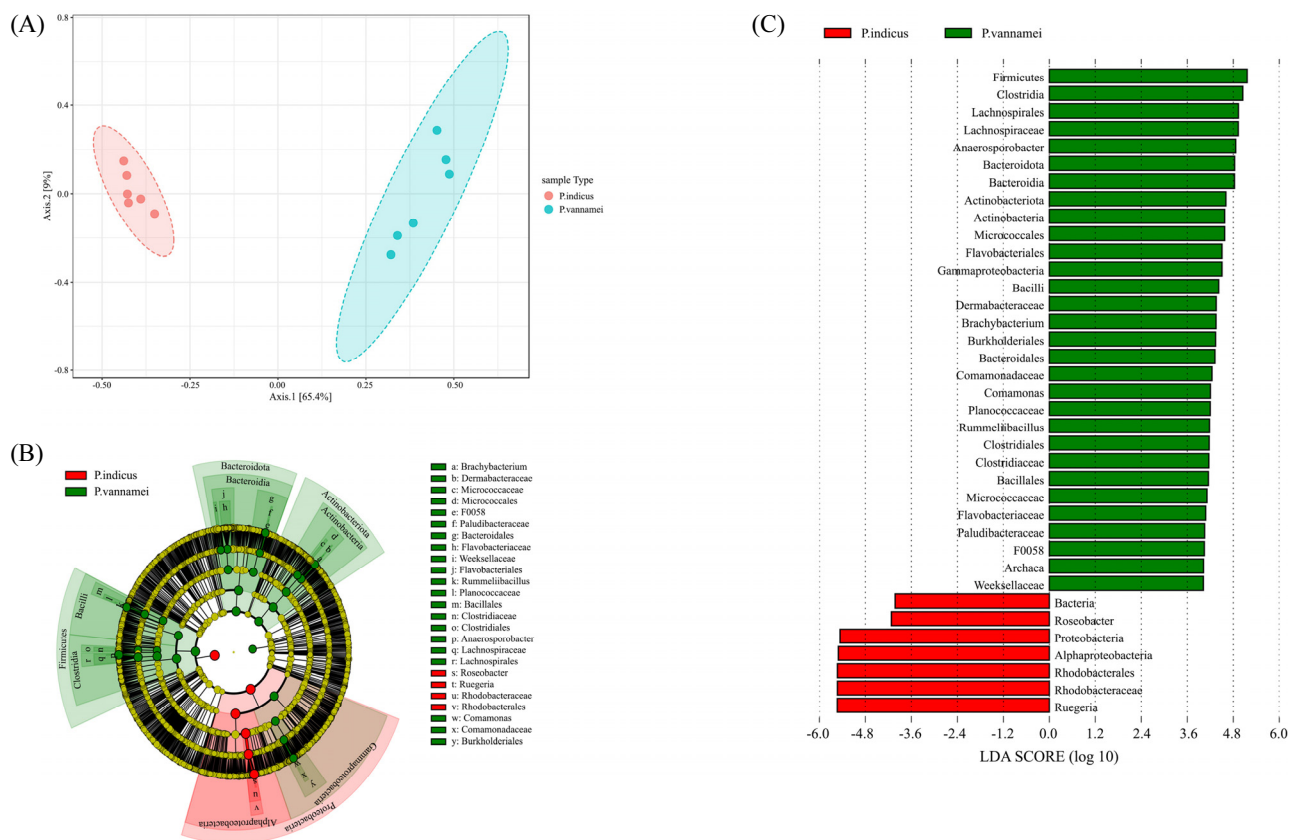 (A)
0.8
0.4
0.0
-0.4
-0.8
Axis.2 [9%]
-0.50
-0.25
0.00
0.25
0.50
Axis.1 [65.4%]
sample Type
P.indicus
P.vannamei
(B)
P.indicus
P.vannamei
Bacteroidota
Bacteroidia
j
i h
g
f
e
Actinobacteriota
Actinobacteria
d
c b
a
Firmicutes
Bacilli
m
l
k
Clostridia
r q o n
p
Proteobacteria
Alphaproteobacteria
Gammaproteobacteria
s
u
v
w
x
y
a: Brachybacterium
b: Dermabacteraceae
c: Micrococcaceae
d: Micrococcales
e: F0058
f: Paludibacteraceae
g: Bacteroidales
h: Flavobacteriaceae
i: Weeksellaceae
j: Flavobacteriales
k: Rummeliibacillus
l: Planococcaceae
m: Bacillales
n: Clostridiaceae
o: Clostridiales
p: Anaerosporobacter
q: Lachnospiraceae
r: Lachnospirales
s: Roseobacter
t: Ruegeria
u: Rhodobacteraceae
v: Rhodobacterales
w: Comamonas
x: Comamonadaceae
y: Burkholderiales
(C)
P.indicus
P.vannamei
Firmicutes
Clostridia
Lachnospirales
Lachnospiraceae
Anaerosporobacter
Bacteroidota
Bacteroidia
Actinobacteriota
Actinobacteria
Micrococcales
Flavobacteriales
Gammaproteobacteria
Bacilli
Dermabacteraceae
Brachybacterium
Burkholderiales
Bacteroidales
Comamonadaceae
Comamonas
Planococcaceae
Rummeliibacillus
Clostridiales
Clostridiaceae
Bacillales
Micrococcaceae
Flavobacteriaceae
Paludibacteraceae
F0058
Archaea
Weeksellaceae
Bacteria
Roseobacter
Proteobacteria
Alphaproteobacteria
Rhodobacterales
Rhodobacteraceae
Ruegeria
-6.0 -4.8 -3.6 -2.4 -1.2 0.0 1.2 2.4 3.6 4.8 6.0
LDA SCORE (log 10)